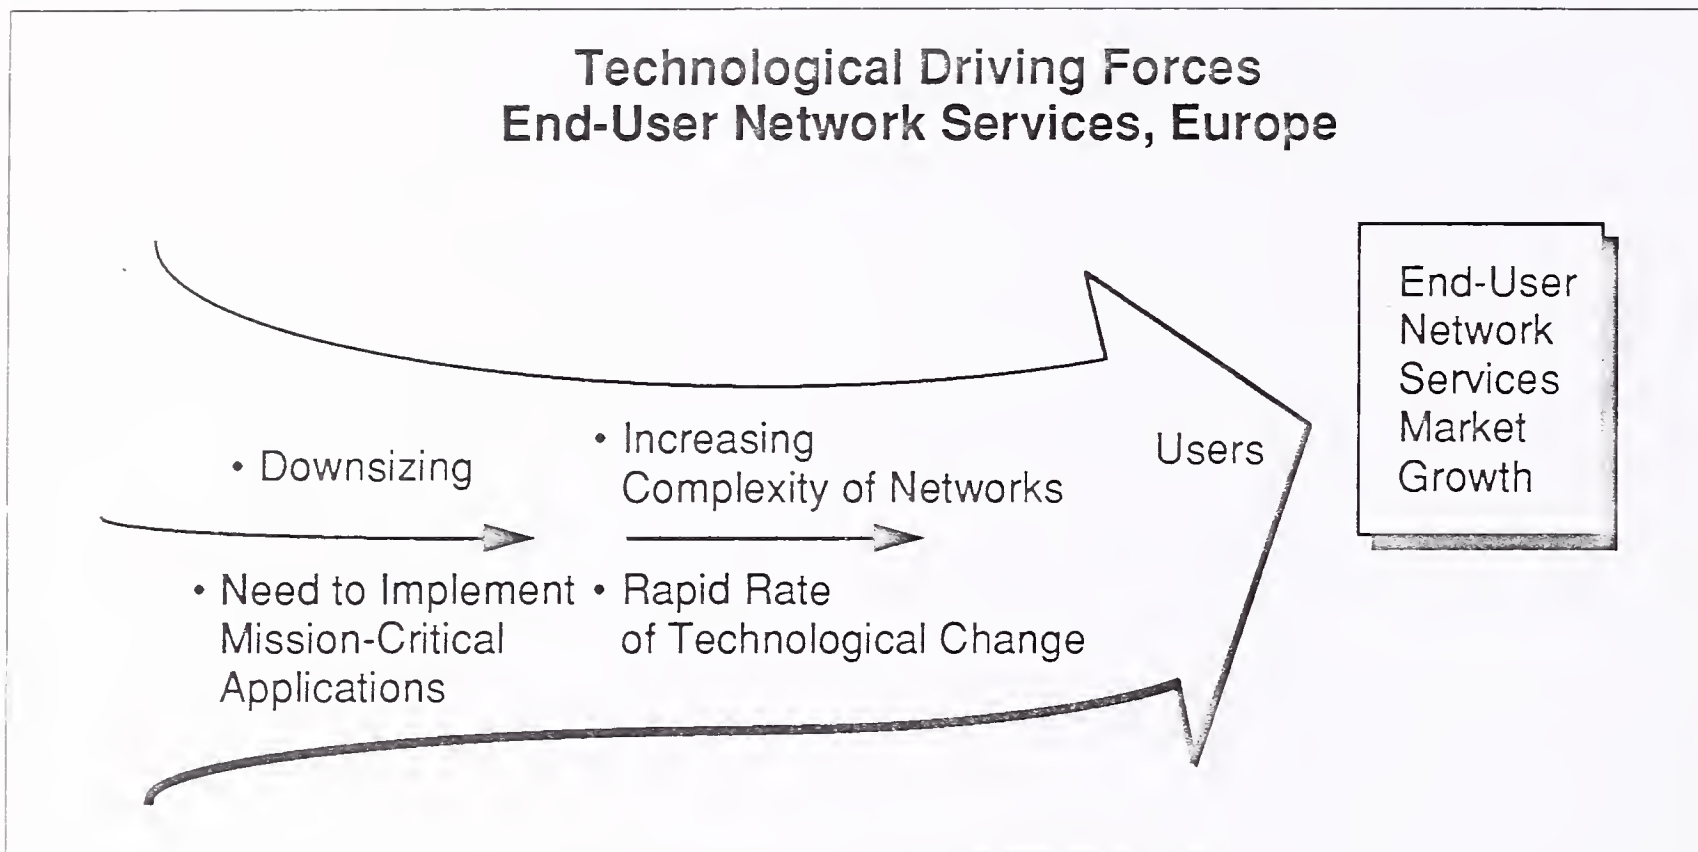 Technological Driving Forces
End-User Network Services, Europe
• Downsizing
• Need to Implement
Mission-Critical
Applications
• Increasing
Complexity of Networks
• Rapid Rate
of Technological Change
Users
End-User
Network
Services
Market
Growth